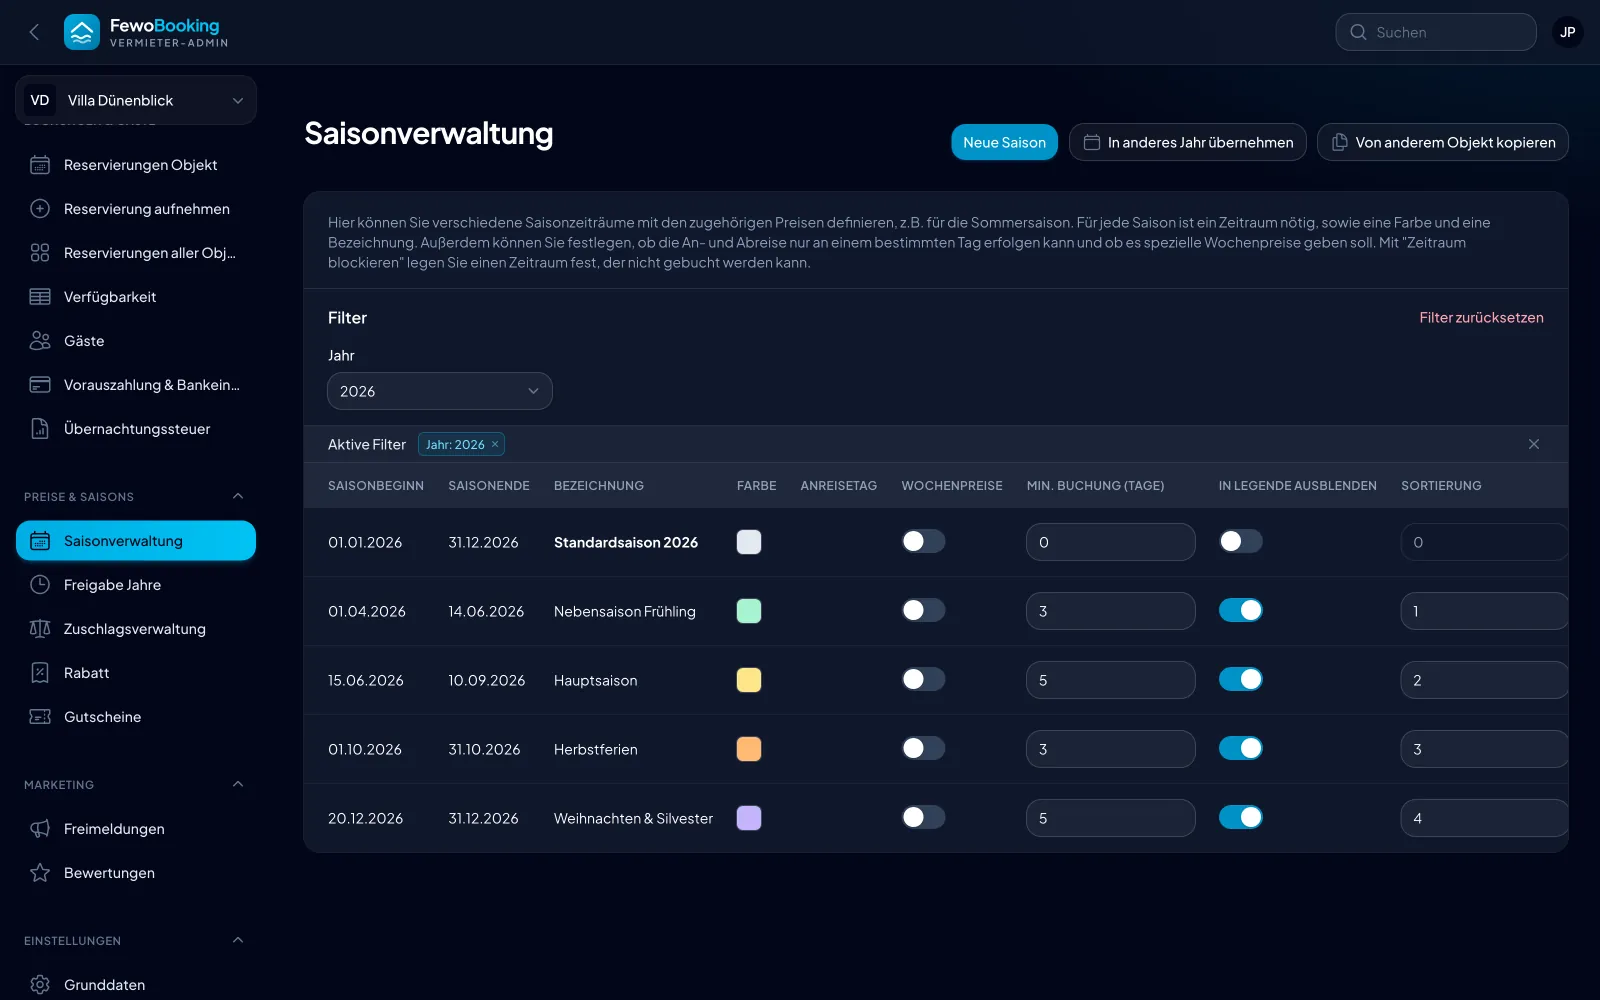 FewoBooking
VERMIETER-ADMIN
Suchen
JP
VD
Villa Dünenblick
Reservierungen Objekt
Reservierung aufnehmen
Reservierungen aller Obj...
Verfügbarkeit
Gäste
Vorauszahlung & Bankein...
Übernachtungssteuer
PREISE & SAISONS
Saisonverwaltung
Freigabe Jahre
Zuschlagsverwaltung
Rabatt
Gutscheine
MARKETING
Freimeldungen
Bewertungen
EINSTELLUNGEN
Grunddaten
Saisonverwaltung
Neue Saison
In anderes Jahr übernehmen
Von anderem Objekt kopieren
Hier können Sie verschiedene Saisonzeiträume mit den zugehörigen Preisen definieren, z.B. für die Sommersaison. Für jede Saison ist ein Zeitraum nötig, sowie eine Farbe und eine
Bezeichnung. Außerdem können Sie festlegen, ob die An- und Abreise nur an einem bestimmten Tag erfolgen kann und ob es spezielle Wochenpreise geben soll. Mit "Zeitraum
blockieren" legen Sie einen Zeitraum fest, der nicht gebucht werden kann.
Filter
Filter zurücksetzen
Jahr
2026
Aktive Filter Jahr: 2026 ×
SAISONBEGINN SAISONENDE BEZEICHNUNG FARBE ANREISETAG WOCHENPREISE MIN. BUCHUNG (TAGE) IN LEGENDE AUSBLENDEN SORTIERUNG
01.01.2026 31.12.2026 Standardsaison 2026 0 0
01.04.2026 14.06.2026 Nebensaison Frühling 3 1
15.06.2026 10.09.2026 Hauptsaison 5 2
01.10.2026 31.10.2026 Herbstferien 3 3
20.12.2026 31.12.2026 Weihnachten & Silvester 5 4